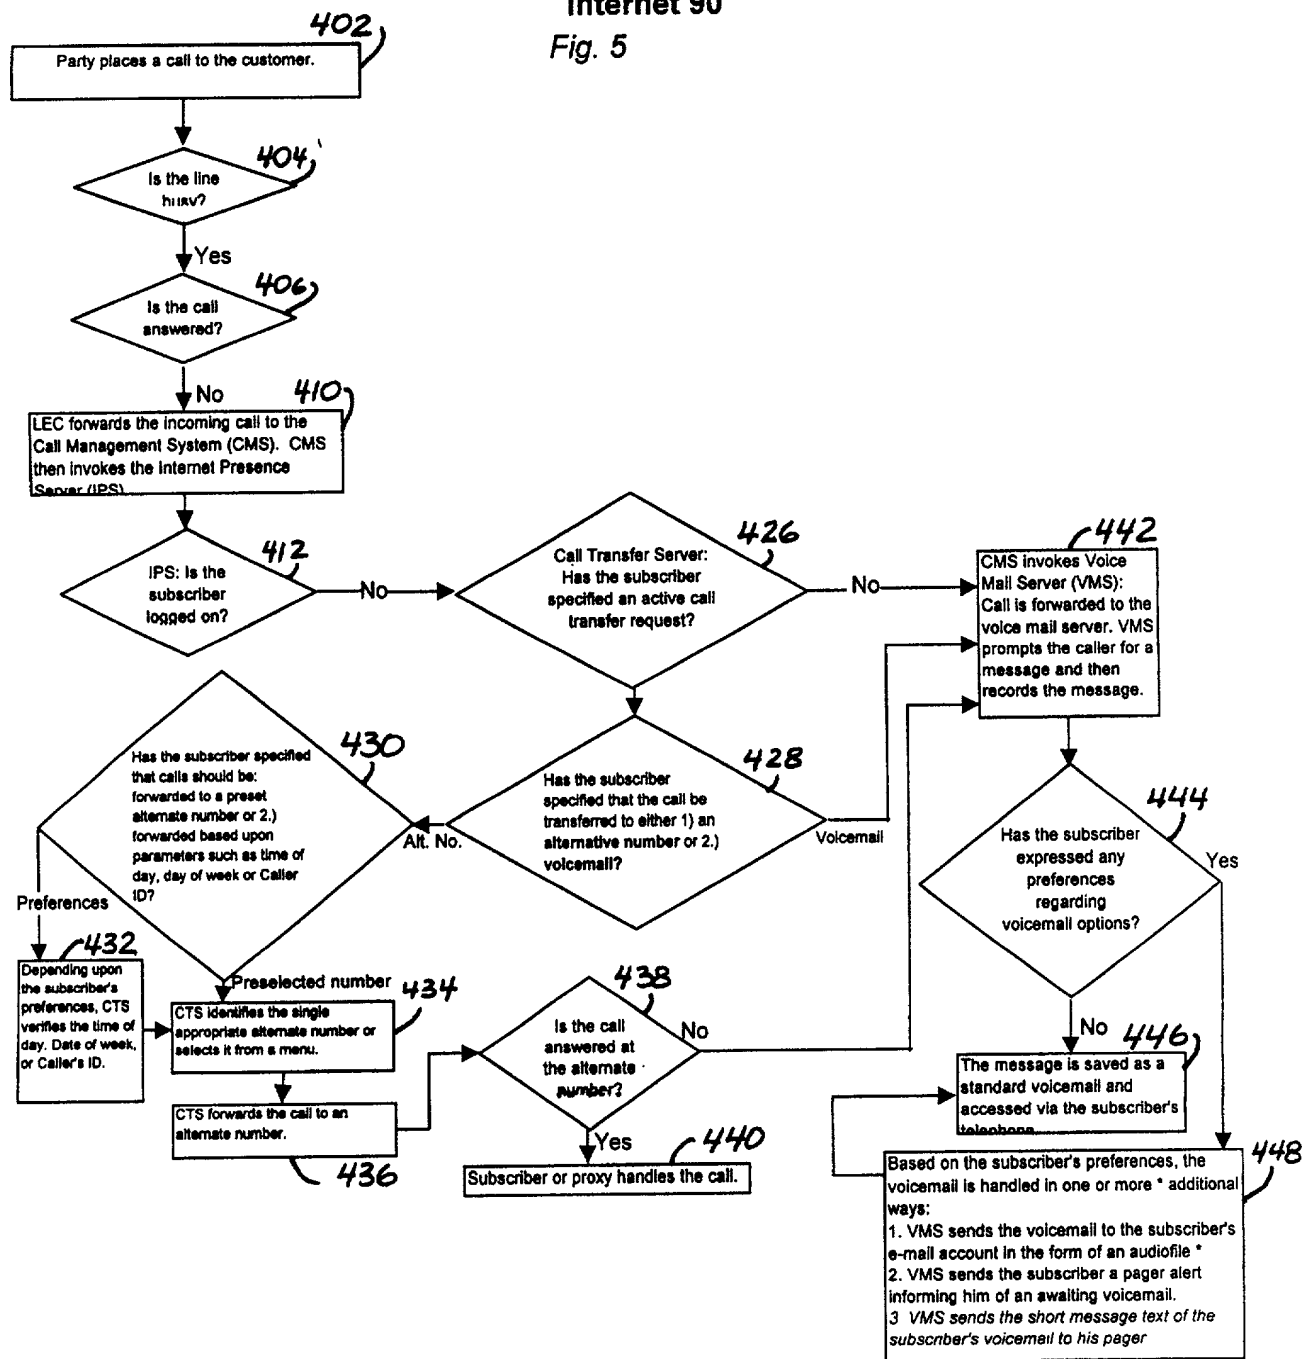 Internet 90
Fig. 5
402
Party places a call to the customer.
404
Is the line
busy?
Yes
406
Is the call
answered?
No
410
LEC forwards the incoming call to the
Call Management System (CMS). CMS
then invokes the Internet Presence
Server (IPS)
412
IPS: Is the
subscriber
logged on?
No
426
Call Transfer Server:
Has the subscriber
specified an active call
transfer request?
No
442
CMS invokes Voice
Mail Server (VMS):
Call is forwarded to the
voice mail server. VMS
prompts the caller for a
message and then
records the message.
430
Has the subscriber specified
that calls should be:
forwarded to a preset
alternate number or 2.)
forwarded based upon
parameters such as time of
day, day of week or Caller
ID?
Alt. No.
428
Has the subscriber
specified that the call be
transferred to either 1) an
alternative number or 2.)
voicemail?
Voicemail
444
Has the subscriber
expressed any
preferences
regarding
voicemail options?
Yes
No
Preferences
432
Depending upon
the subscriber's
preferences, CTS
verifies the time of
day. Date of week,
or Caller's ID.
Preselected number
434
CTS identifies the single
appropriate alternate number or
selects it from a menu.
CTS forwards the call to an
alternate number.
436
438
Is the call
answered at
the alternate
number?
No
Yes
440
Subscriber or proxy handles the call.
446
The message is saved as a
standard voicemail and
accessed via the subscriber's
telephone
448
Based on the subscriber's preferences, the
voicemail is handled in one or more * additional
ways:
1. VMS sends the voicemail to the subscriber's
e-mail account in the form of an audiofile *
2. VMS sends the subscriber a pager alert
informing him of an awaiting voicemail.
3 VMS sends the short message text of the
subscriber's voicemail to his pager